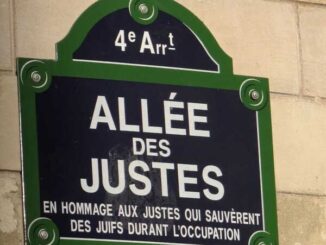 4e Arrt
ALLÉE
DES
JUSTES
EN HOMMAGE AUX JUSTES QUI SAUVÈRENT
DES JUIFS DURANT L'OCCUPATION